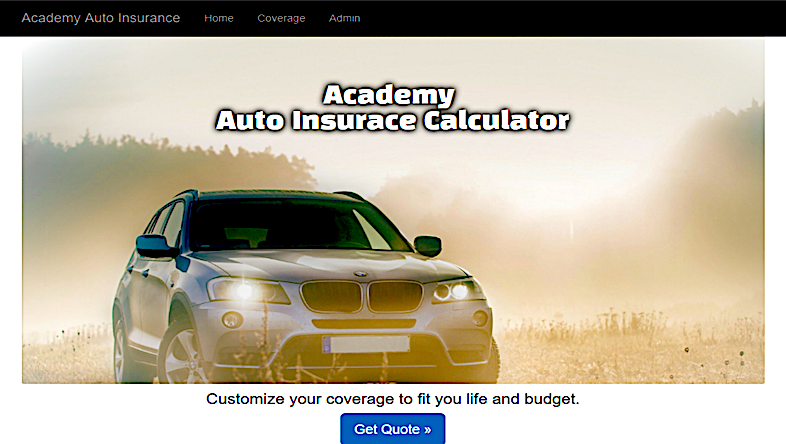 Academy Auto Insurance Home Coverage Admin
Academy
Auto Insurace Calculator
Customize your coverage to fit you life and budget.
Get Quote »